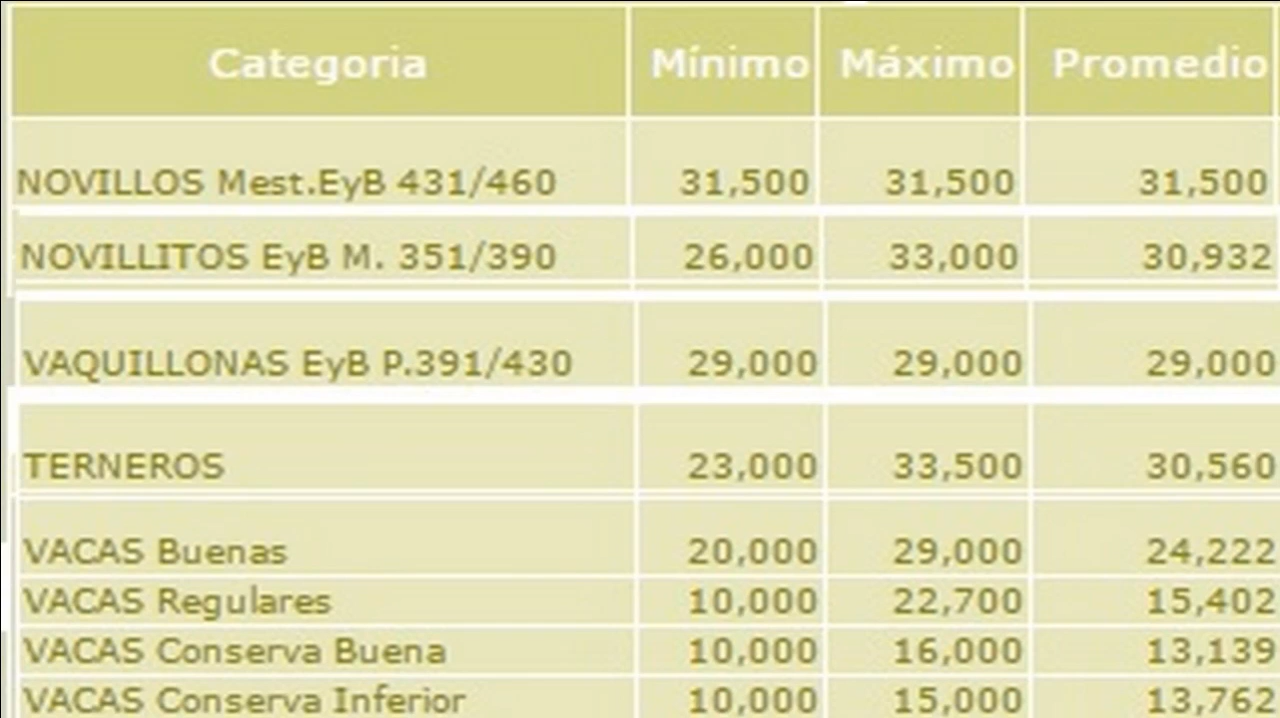 Categoria Mínimo Máximo Promedio
NOVILLOS Mest.EyB 431/460 31,500 31,500 31,500
NOVILLITOS EyB M. 351/390 26,000 33,000 30,932
VAQUILLONAS EyB P.391/430 29,000 29,000 29,000
TERNEROS 23,000 33,500 30,560
VACAS Buenas 20,000 29,000 24,222
VACAS Regulares 10,000 22,700 15,402
VACAS Conserva Buena 10,000 16,000 13,139
VACAS Conserva Inferior 10,000 15,000 13,762